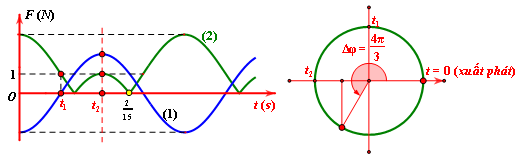 F (N)
(2)
1
O
t₁
t₂
2/15
(1)
t (s)
t₁
Δφ = 4π/3
t₂
t = 0 (xuất phát)